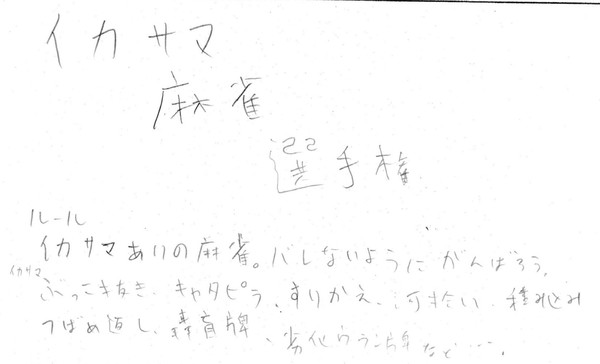 イカサマ
麻雀
選手権
ルール
イカサマありの麻雀。バレないようにがんばろう。
イカサマ
ぶっこ抜き、キャタピラ、すりかえ、河拾い、積み込み
つばめ返し、盲牌、劣化ウラン牌など…。